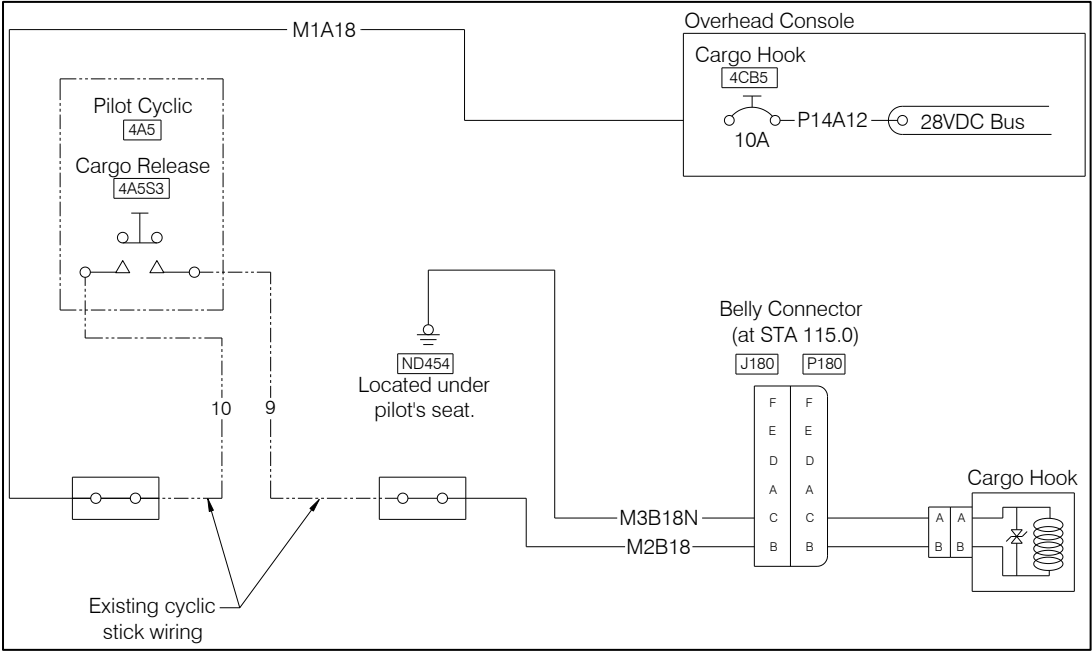 M1A18
Overhead Console
Cargo Hook
4CB5
10A
P14A12
28VDC Bus
Pilot Cyclic
4A5
Cargo Release
4A5S3
10
9
ND454
Located under
pilot's seat.
Belly Connector
(at STA 115.0)
J180 P180
F F
E E
D D
A A
C C
B B
M3B18N
M2B18
Cargo Hook
A A
B B
Existing cyclic
stick wiring